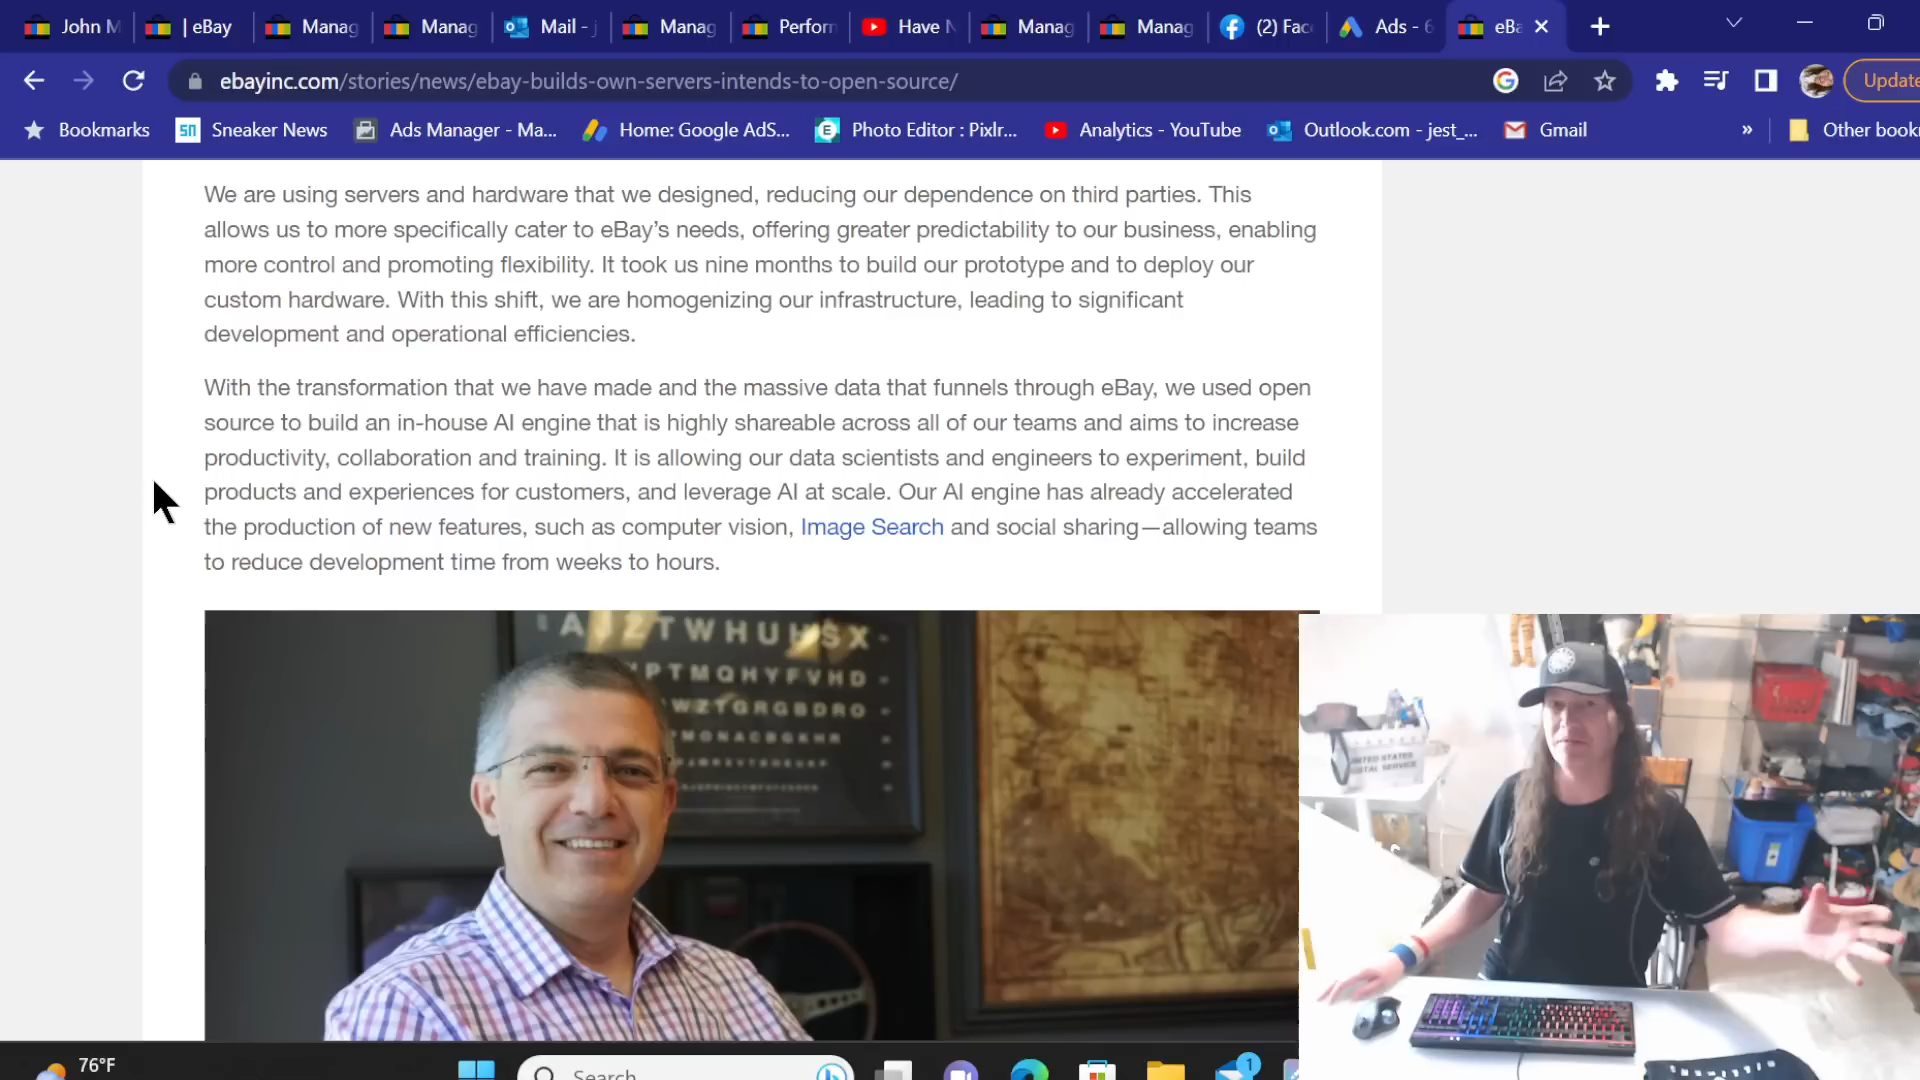 John M
| eBay
Manag
Manag
Mail - j
Manag
Perforn
Have N
Manag
Manag
(2) Fac
Ads - 6
eBa
ebayinc.com/stories/news/ebay-builds-own-servers-intends-to-open-source/
Update
Bookmarks
SN
Sneaker News
Ads Manager - Ma...
Home: Google AdS...
Photo Editor : Pixlr...
Analytics - YouTube
Outlook.com - jest_...
Gmail
»
Other book
We are using servers and hardware that we designed, reducing our dependence on third parties. This
allows us to more specifically cater to eBay’s needs, offering greater predictability to our business, enabling
more control and promoting flexibility. It took us nine months to build our prototype and to deploy our
custom hardware. With this shift, we are homogenizing our infrastructure, leading to significant
development and operational efficiencies.
With the transformation that we have made and the massive data that funnels through eBay, we used open
source to build an in-house AI engine that is highly shareable across all of our teams and aims to increase
productivity, collaboration and training. It is allowing our data scientists and engineers to experiment, build
products and experiences for customers, and leverage AI at scale. Our AI engine has already accelerated
the production of new features, such as computer vision, Image Search and social sharing—allowing teams
to reduce development time from weeks to hours.
PTMQHYFVHD
WZTGRGBDRO
UNITED STATES
POSTAL SERVICE
76°F
Search
1